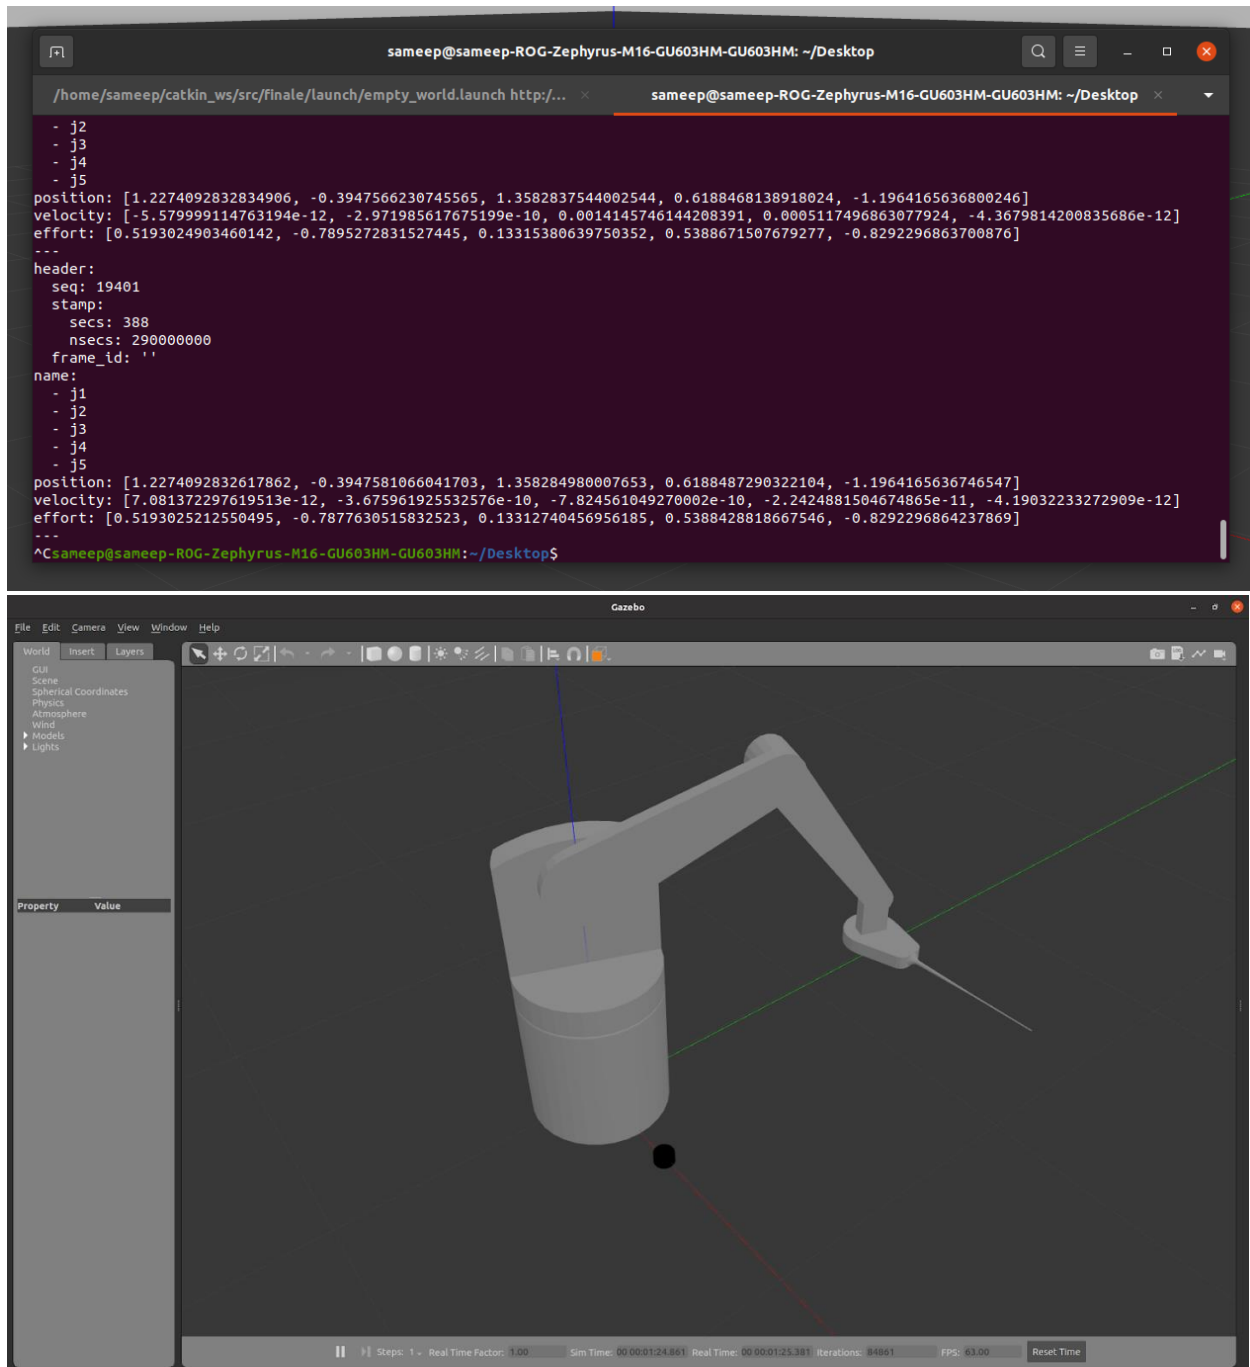 sameep@sameep-ROG-Zephyrus-M16-GU603HM-GU603HM: ~/Desktop
/home/sameep/catkin_ws/src/finale/launch/empty_world.launch http:/... × sameep@sameep-ROG-Zephyrus-M16-GU603HM-GU603HM: ~/Desktop ×
- j2
- j3
- j4
- j5
position: [1.2274092832834906, -0.3947566230745565, 1.3582837544002544, 0.6188468138918024, -1.1964165636800246]
velocity: [-5.579999114763194e-12, -2.971985617675199e-10, 0.0014145746144208391, 0.0005117496863077924, -4.3679814200835686e-12]
effort: [0.5193024903460142, -0.7895272831527445, 0.13315380639750352, 0.5388671507679277, -0.8292296863700876]
---
header:
seq: 19401
stamp:
secs: 388
nsecs: 290000000
frame_id: ''
name:
- j1
- j2
- j3
- j4
- j5
position: [1.2274092832617862, -0.3947581066041703, 1.358284980007653, 0.6188487290322104, -1.1964165636746547]
velocity: [7.081372297619513e-12, -3.675961925532576e-10, -7.824561049270002e-10, -2.2424881504674865e-11, -4.19032233272909e-12]
effort: [0.5193025212550495, -0.7877630515832523, 0.13312740456956185, 0.5388428818667546, -0.8292296864237869]
---
^Csameep@sameep-ROG-Zephyrus-M16-GU603HM-GU603HM:~/Desktop$
Gazebo
File Edit Camera View Window Help
World Insert Layers
GUI
Scene
Spherical Coordinates
Physics
Atmosphere
Wind
Models
Lights
Property Value
Steps: 1 Real Time Factor: 1.00 Sim Time: 00 00:01:24.861 Real Time: 00 00:01:25.381 Iterations: 84861 FPS: 63.00 Reset Time